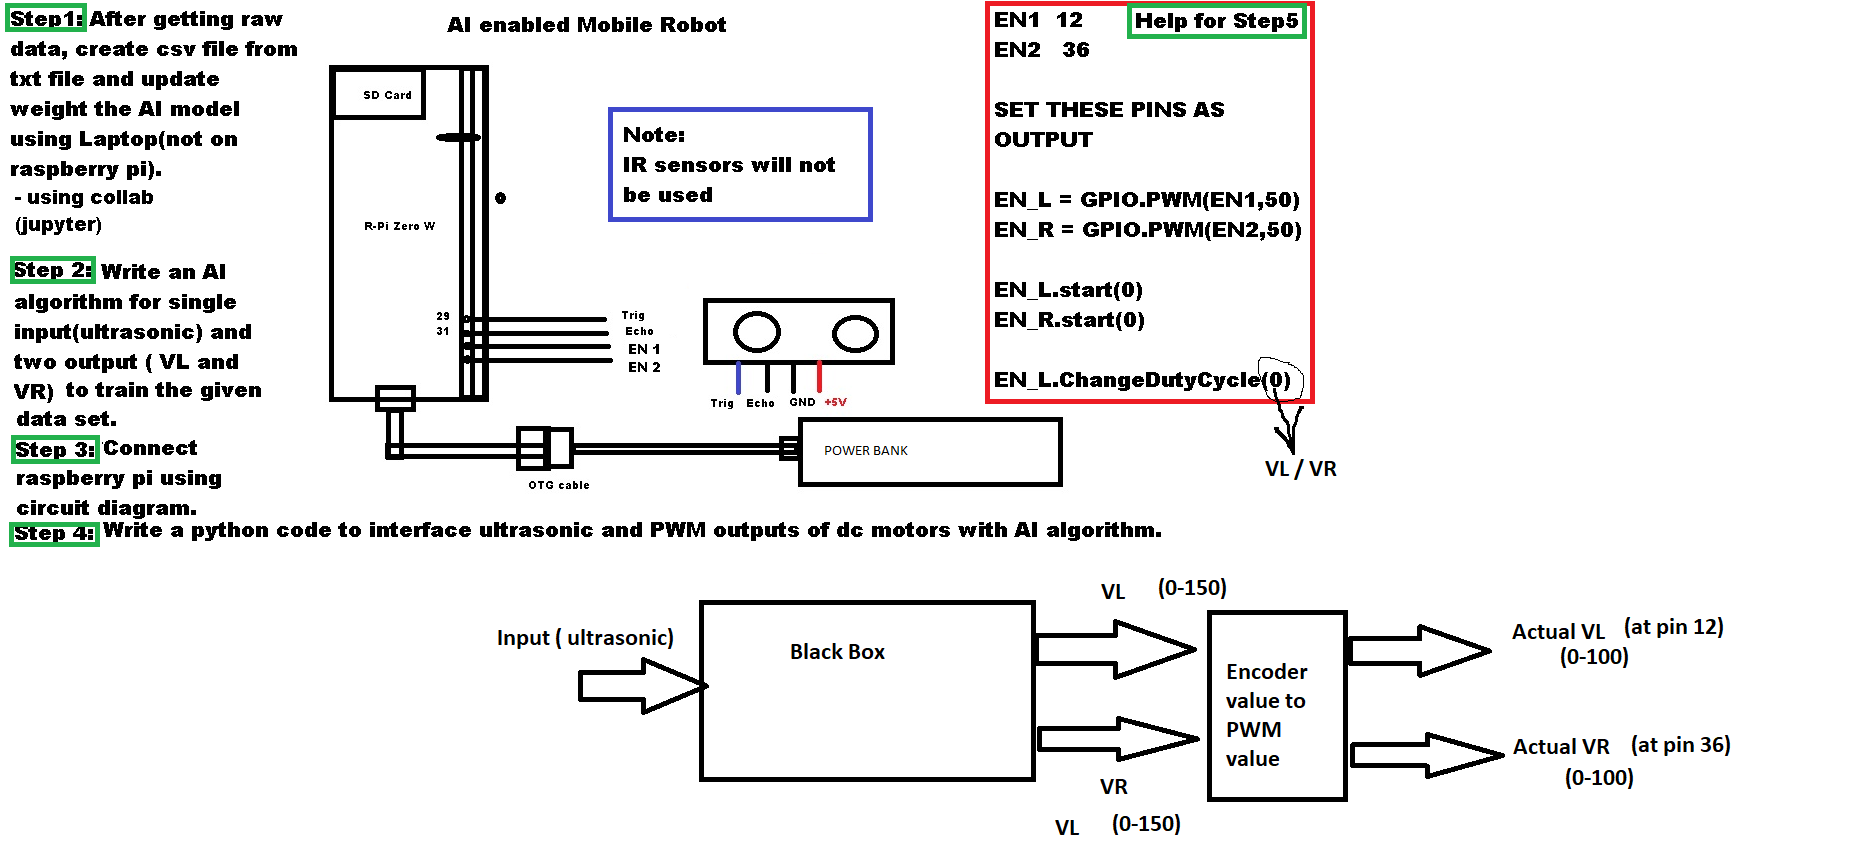 Step1: After getting raw
data, create csv file from
txt file and update
weight the AI model
using Laptop(not on
raspberry pi).
- using collab
(jupyter)
Step 2: Write an AI
algorithm for single
input(ultrasonic) and
two output ( VL and
VR) to train the given
data set.
Step 3: Connect
raspberry pi using
circuit diagram.
Step 4: Write a python code to interface ultrasonic and PWM outputs of dc motors with AI algorithm.
AI enabled Mobile Robot
SD Card
R-Pi Zero W
29
31
Trig
Echo
EN 1
EN 2
Note:
IR sensors will not
be used
Trig Echo GND +5V
POWER BANK
OTG cable
Help for Step5
EN1 12
EN2 36
SET THESE PINS AS
OUTPUT
EN_L = GPIO.PWM(EN1,50)
EN_R = GPIO.PWM(EN2,50)
EN_L.start(0)
EN_R.start(0)
EN_L.ChangeDutyCycle(0)
VL / VR
Input ( ultrasonic)
Black Box
VL (0-150)
VR
VL (0-150)
Encoder
value to
PWM
value
Actual VL (at pin 12)
(0-100)
Actual VR (at pin 36)
(0-100)